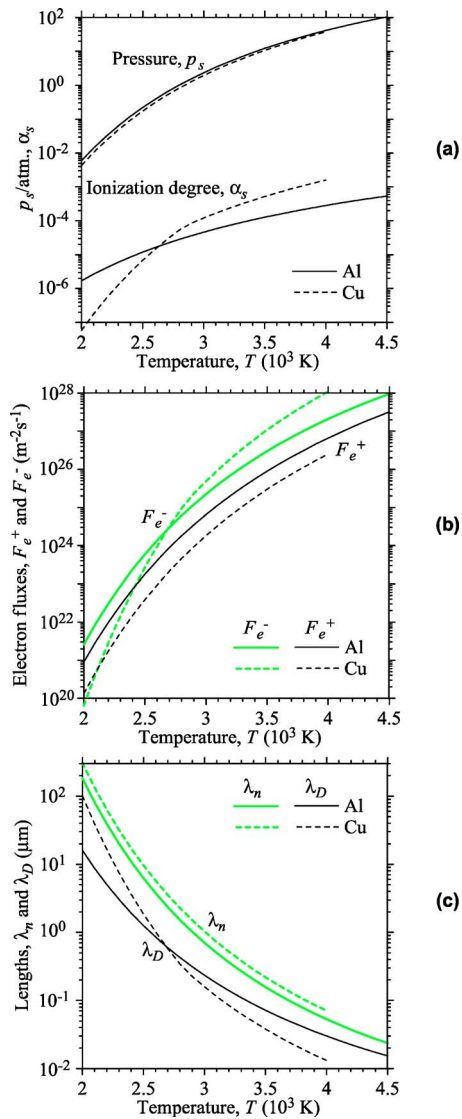 10^2
Pressure, p_s
10^0
(a)
p_s/atm., α_s
10^-2
Ionization degree, α_s
10^-4
10^-6
Al
Cu
2 2.5 3 3.5 4 4.5
Temperature, T (10^3 K)
10^28
F_e^+
10^26
F_e^-
(b)
Electron fluxes, F_e^+ and F_e^- (m^-2s^-1)
10^24
10^22
F_e^- F_e^+
Al
Cu
10^20
2 2.5 3 3.5 4 4.5
Temperature, T (10^3 K)
λ_n λ_D
10^2
Al
Cu
10^1
(c)
Lengths, λ_n and λ_D (μm)
λ_n
10^0
λ_D
10^-1
10^-2
2 2.5 3 3.5 4 4.5
Temperature, T (10^3 K)